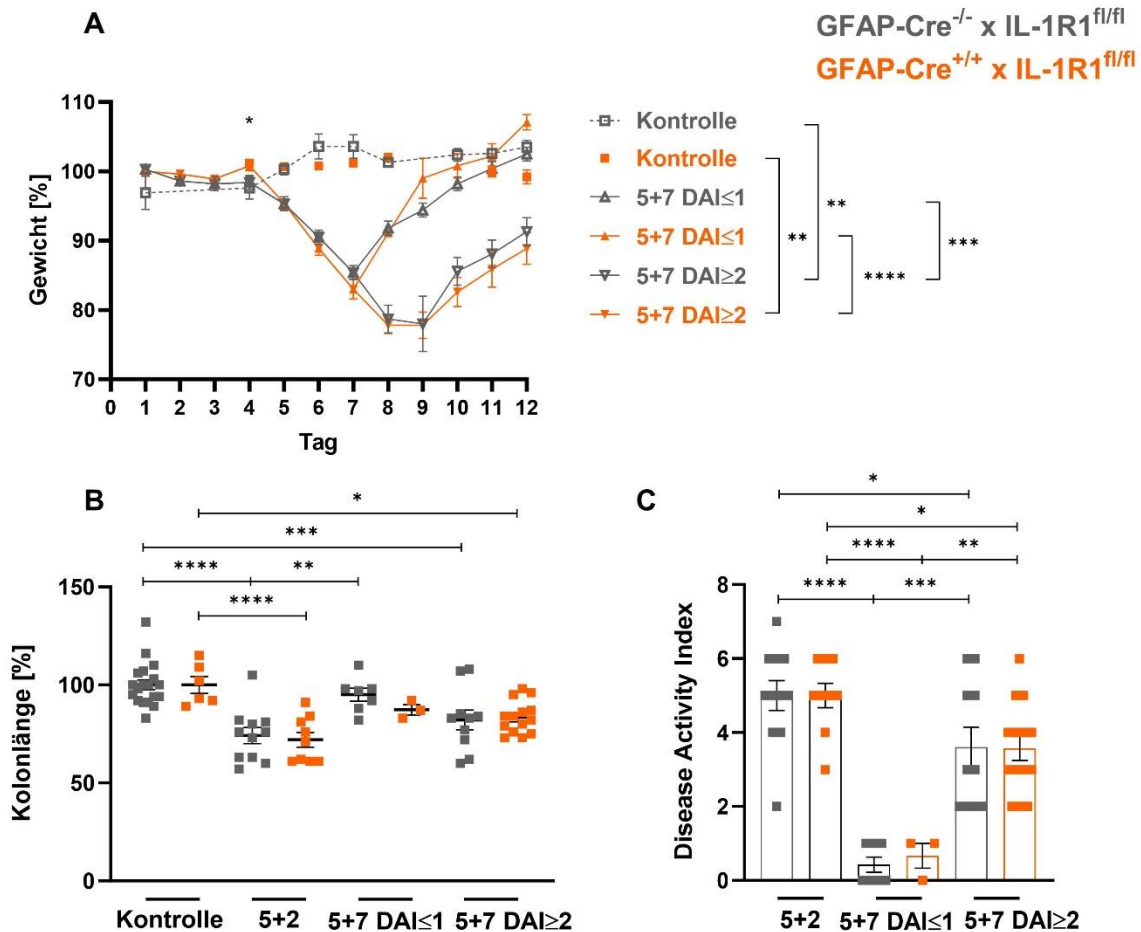 A
GFAP-Cre-/- x IL-1R1fl/fl
GFAP-Cre+/+ x IL-1R1fl/fl
Gewicht [%]
110
100
90
80
70
*
0 1 2 3 4 5 6 7 8 9 10 11 12
Tag
Kontrolle
Kontrolle
5+7 DAI≤1
5+7 DAI≤1
5+7 DAI≥2
5+7 DAI≥2
**
**
****
***
B
*
***
**** **
****
Kolonlänge [%]
150
100
50
0
Kontrolle 5+2 5+7 DAI≤1 5+7 DAI≥2
C
*
*
**** **
**** ***
Disease Activity Index
8
6
4
2
0
5+2 5+7 DAI≤1 5+7 DAI≥2